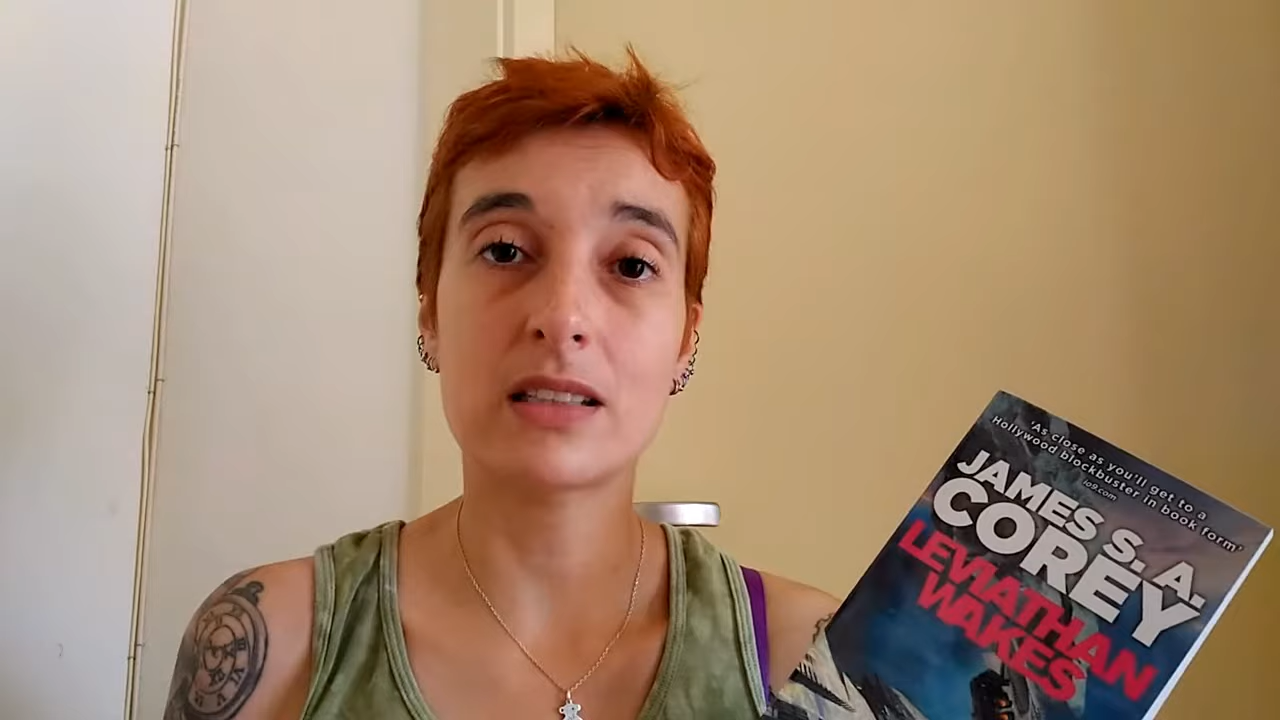 'As close as you'll get to a
Hollywood blockbuster in book form'
io9.com
JAMES S. A.
COREY
LEVIATHAN
WAKES